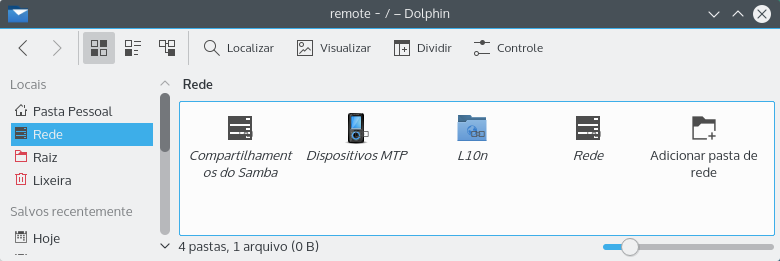 remote - / – Dolphin
Localizar Visualizar Dividir Controle
Locais
Pasta Pessoal
Rede
Raiz
Lixeira
Salvos recentemente
Hoje
Rede
Compartilhament
os do Samba
Dispositivos MTP
L10n
Rede
Adicionar pasta de
rede
4 pastas, 1 arquivo (0 B)